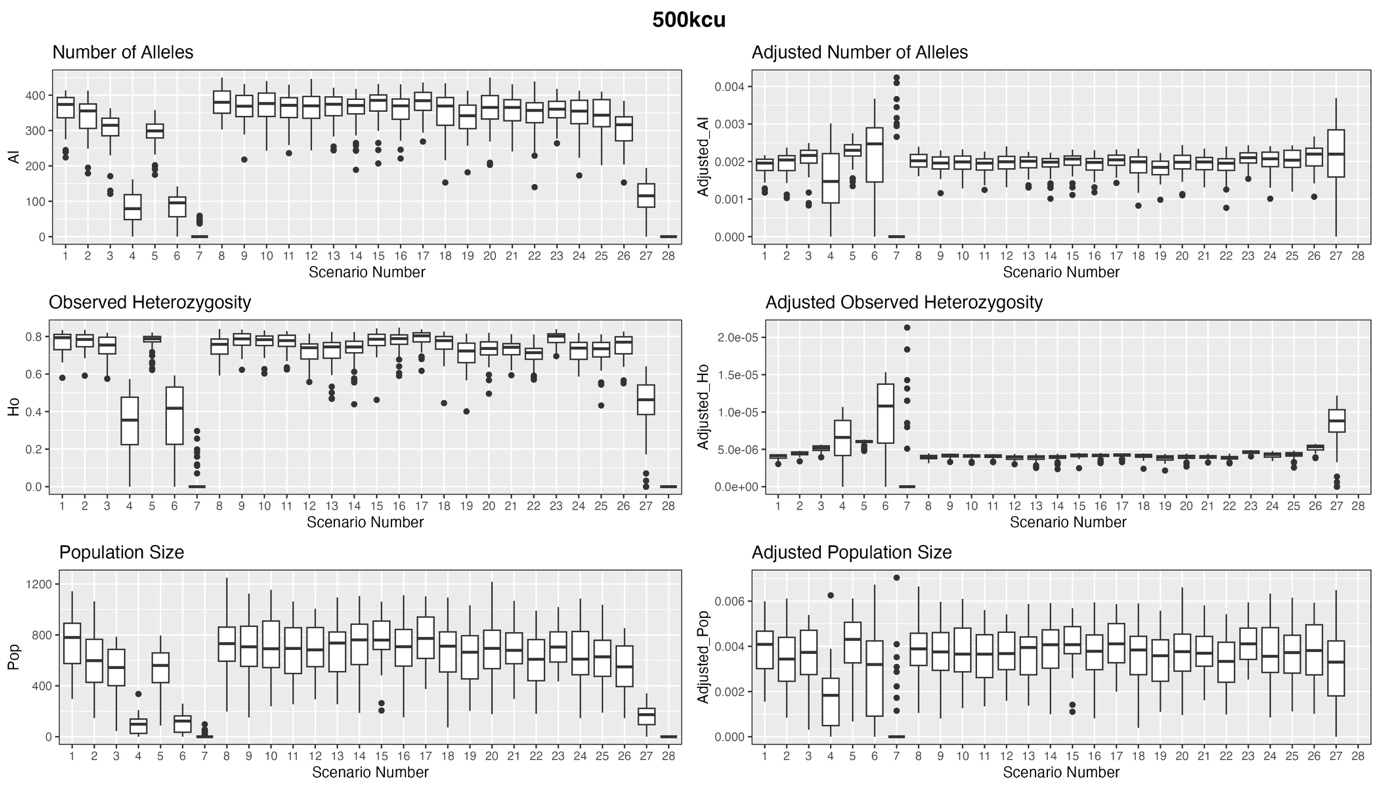 500kcu
Number of Alleles
Al
400
300
200
100
0
1 2 3 4 5 6 7 8 9 10 11 12 13 14 15 16 17 18 19 20 21 22 23 24 25 26 27 28
Scenario Number
Adjusted Number of Alleles
Adjusted_Al
0.004
0.003
0.002
0.001
0.000
1 2 3 4 5 6 7 8 9 10 11 12 13 14 15 16 17 18 19 20 21 22 23 24 25 26 27 28
Scenario Number
Observed Heterozygosity
Ho
0.8
0.6
0.4
0.2
0.0
1 2 3 4 5 6 7 8 9 10 11 12 13 14 15 16 17 18 19 20 21 22 23 24 25 26 27 28
Scenario Number
Adjusted Observed Heterozygosity
Adjusted_Ho
2.0e-05
1.5e-05
1.0e-05
5.0e-06
0.0e+00
1 2 3 4 5 6 7 8 9 10 11 12 13 14 15 16 17 18 19 20 21 22 23 24 25 26 27 28
Scenario Number
Population Size
Pop
1200
800
400
0
1 2 3 4 5 6 7 8 9 10 11 12 13 14 15 16 17 18 19 20 21 22 23 24 25 26 27 28
Scenario Number
Adjusted Population Size
Adjusted_Pop
0.006
0.004
0.002
0.000
1 2 3 4 5 6 7 8 9 10 11 12 13 14 15 16 17 18 19 20 21 22 23 24 25 26 27 28
Scenario Number